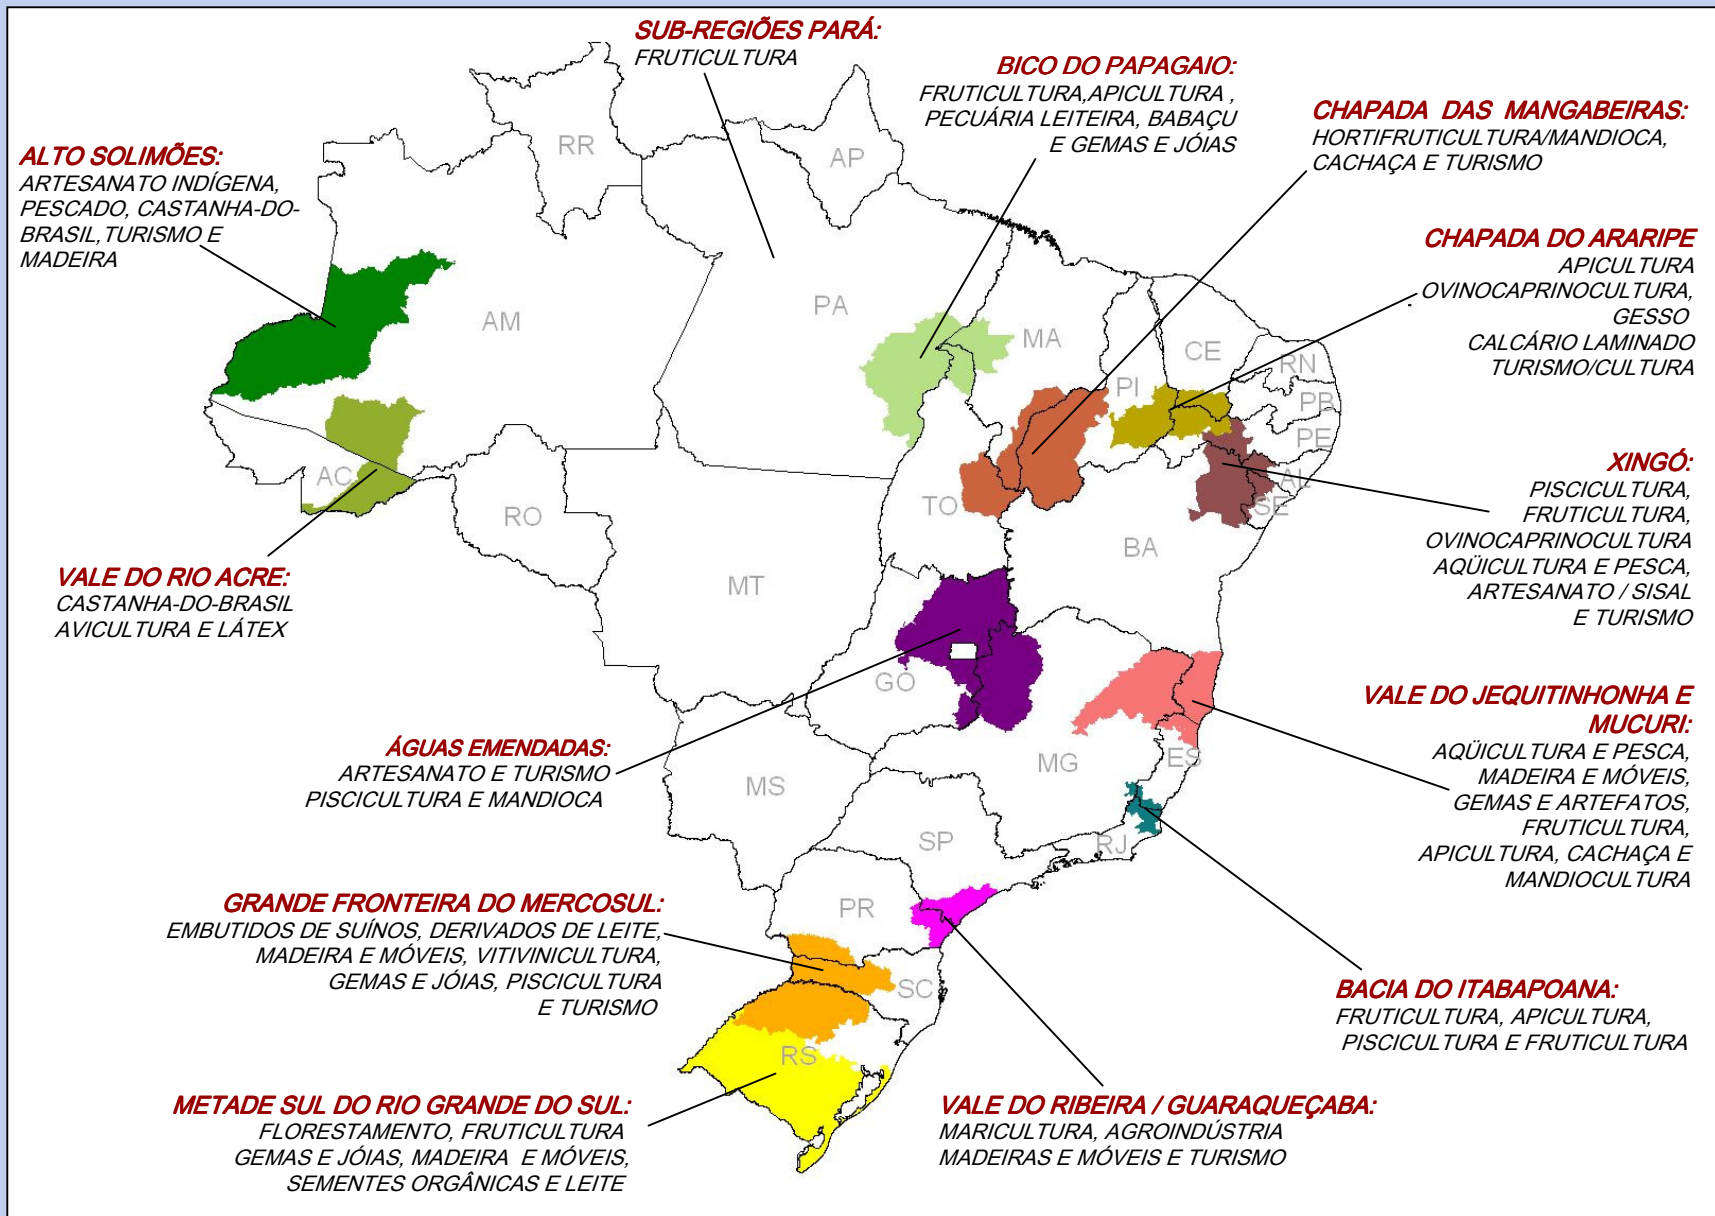 SUB-REGIÕES PARÁ:
FRUTICULTURA
BICO DO PAPAGAIO:
FRUTICULTURA,APICULTURA ,
PECUÁRIA LEITEIRA, BABAÇU
E GEMAS E JÓIAS
CHAPADA DAS MANGABEIRAS:
HORTIFRUTICULTURA/MANDIOCA,
CACHAÇA E TURISMO
ALTO SOLIMÕES:
ARTESANATO INDÍGENA,
PESCADO, CASTANHA-DO-
BRASIL, TURISMO E
MADEIRA
CHAPADA DO ARARIPE
APICULTURA
OVINOCAPRINOCULTURA,
GESSO
CALCÁRIO LAMINADO
TURISMO/CULTURA
XINGÓ:
PISCICULTURA,
FRUTICULTURA,
OVINOCAPRINOCULTURA
AQÜICULTURA E PESCA,
ARTESANATO / SISAL
E TURISMO
VALE DO RIO ACRE:
CASTANHA-DO-BRASIL
AVICULTURA E LÁTEX
VALE DO JEQUITINHONHA E
MUCURI:
AQÜICULTURA E PESCA,
MADEIRA E MÓVEIS,
GEMAS E ARTEFATOS,
FRUTICULTURA,
APICULTURA, CACHAÇA E
MANDIOCULTURA
ÁGUAS EMENDADAS:
ARTESANATO E TURISMO
PISCICULTURA E MANDIOCA
GRANDE FRONTEIRA DO MERCOSUL:
EMBUTIDOS DE SUÍNOS, DERIVADOS DE LEITE,
MADEIRA E MÓVEIS, VITIVINICULTURA,
GEMAS E JÓIAS, PISCICULTURA
E TURISMO
BACIA DO ITABAPOANA:
FRUTICULTURA, APICULTURA,
PISCICULTURA E FRUTICULTURA
METADE SUL DO RIO GRANDE DO SUL:
FLORESTAMENTO, FRUTICULTURA
GEMAS E JÓIAS, MADEIRA E MÓVEIS,
SEMENTES ORGÂNICAS E LEITE
VALE DO RIBEIRA / GUARAQUEÇABA:
MARICULTURA, AGROINDÚSTRIA
MADEIRAS E MÓVEIS E TURISMO
RR
AP
AM
PA
MA
CE
RN
PI
PB
PE
AC
AL
SE
TO
RO
BA
MT
GO
MG
ES
MS
SP
RJ
PR
SC
RS